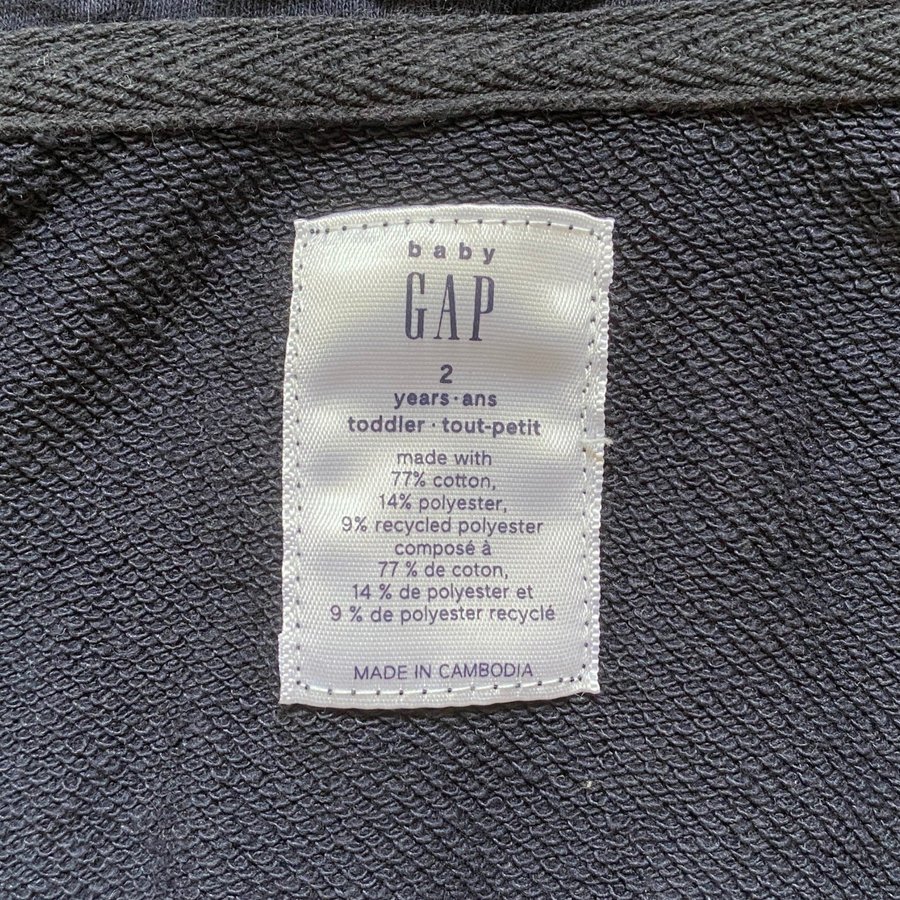 baby
GAP
2
years·ans
toddler·tout-petit
made with
77% cotton,
14% polyester,
9% recycled polyester
composé à
77 % de coton,
14 % de polyester et
9 % de polyester recyclé
MADE IN CAMBODIA